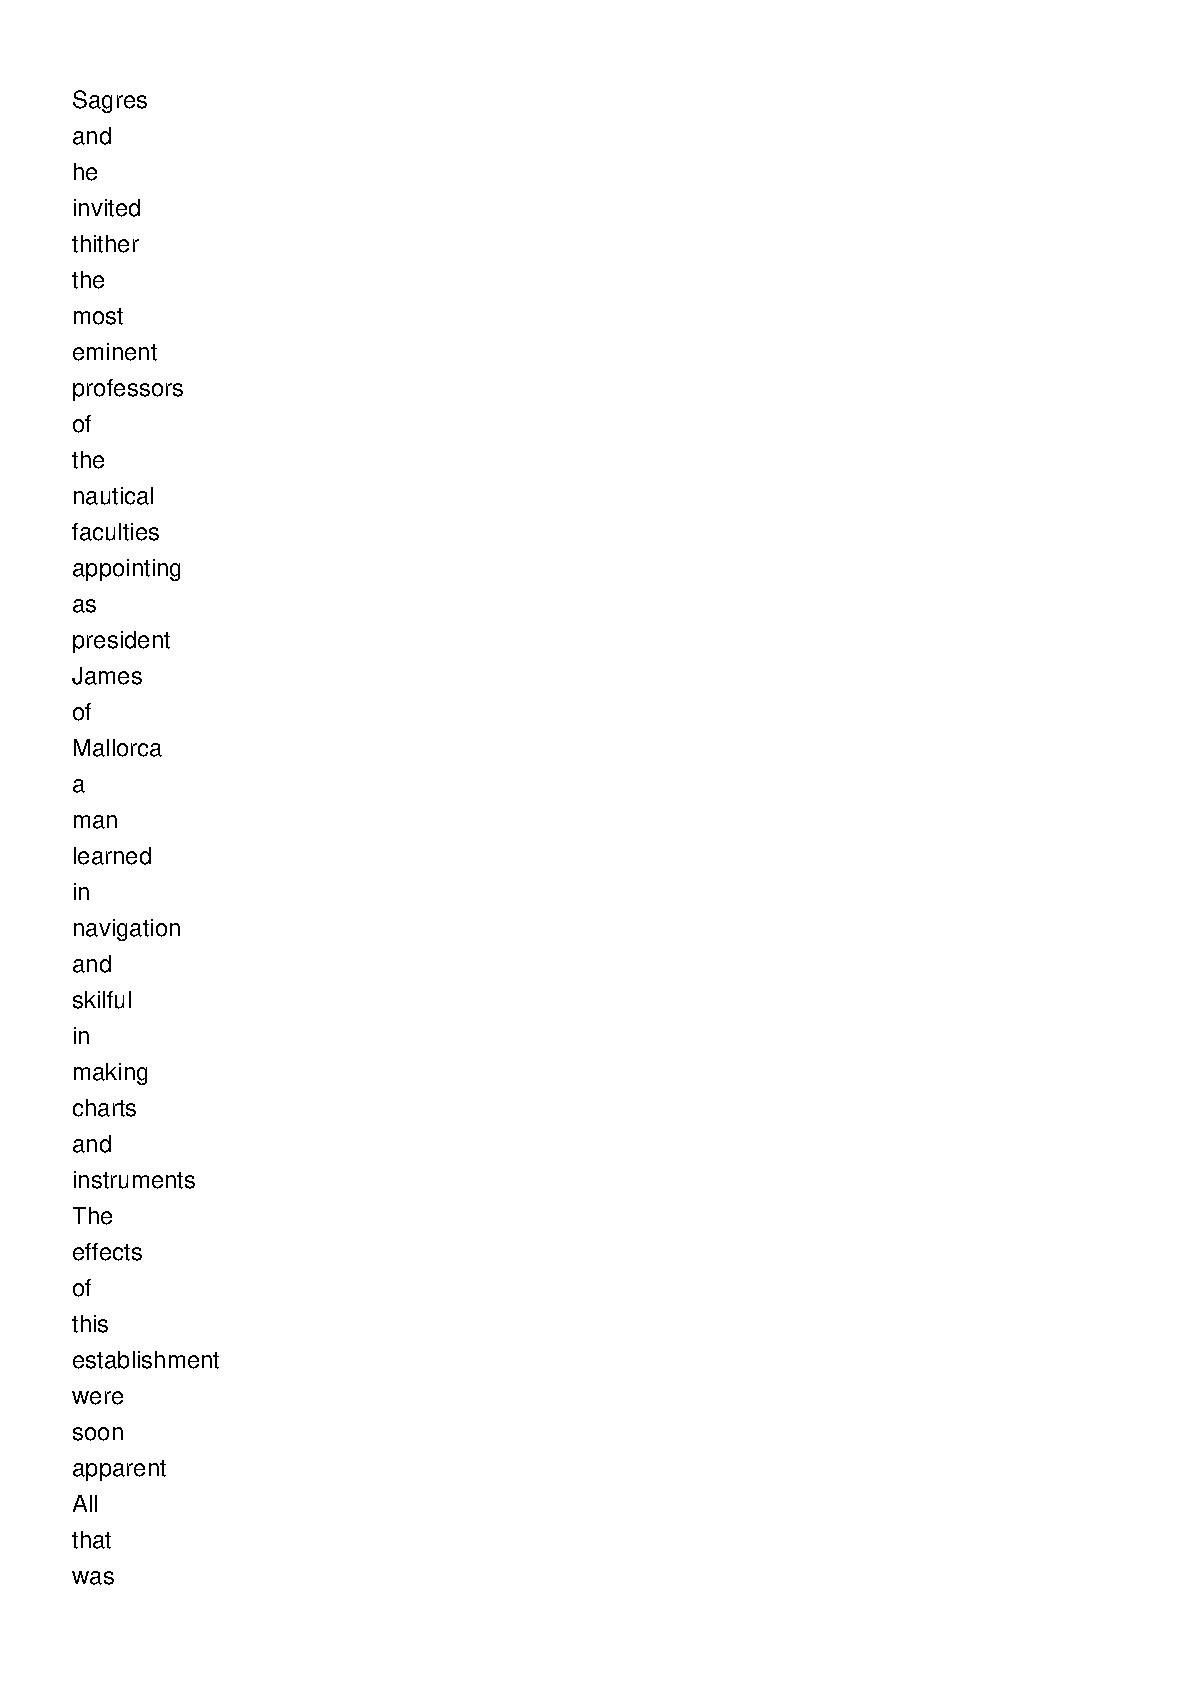 Sagres
and
he
invited
thither
the
most
eminent
professors
of
the
nautical
faculties
appointing
as
president
James
of
Mallorca
a
man
learned
in
navigation
and
skilful
in
making
charts
and
instruments
The
effects
of
this
establishment
were
soon
apparent
All
that
was